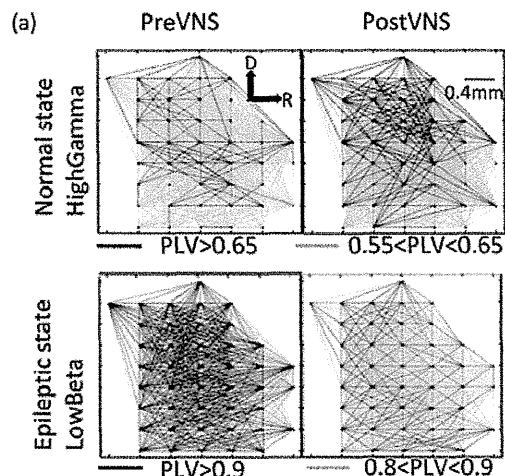 (a)
PreVNS
PostVNS
Normal state
HighGamma
D
R
0.4mm
PLV>0.65
0.55<PLV<0.65
Epileptic state
LowBeta
PLV>0.9
0.8<PLV<0.9